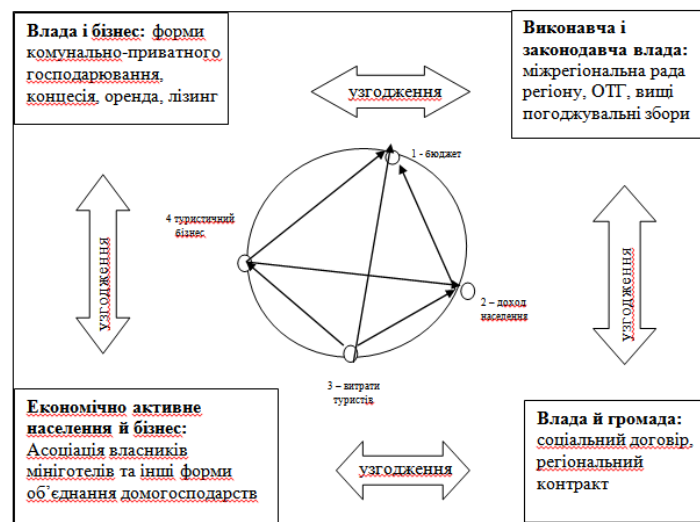 Влада і бізнес: форми
комунально-приватного
господарювання,
концесія, оренда, лізинг
Виконавча і
законодавча влада:
міжрегіональна рада
регіону, ОТГ, вищі
погоджувальні збори
узгодження
1 - бюджет
4 туристичний
бізнес
узгодження
узгодження
2 – доход
населення
3 – витрати
туристів
Економічно активне
населення й бізнес:
Асоціація власників
мініготелів та інші форми
об’єднання домогосподарств
узгодження
Влада й громада:
соціальний договір,
регіональний
контракт